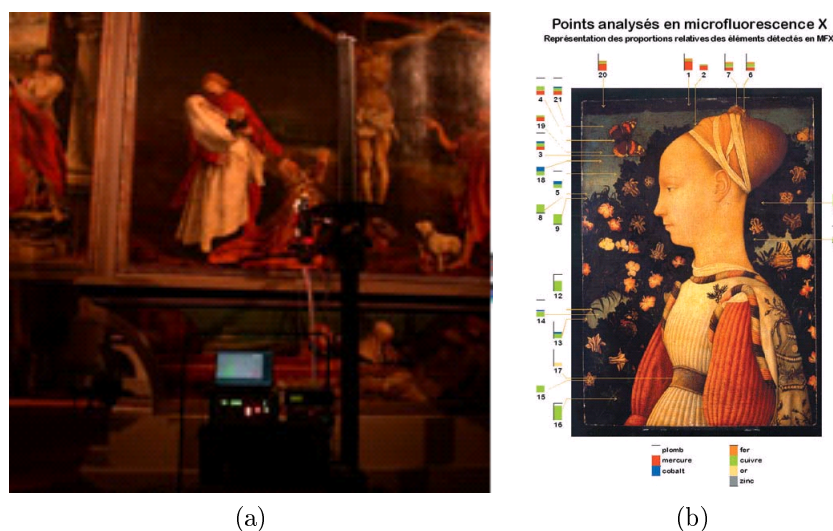 Points analysés en microfluorescence X
Représentation des proportions relatives des éléments détectés en MFX
20
1
2
7
6
4
21
19
3
18
5
8
9
12
14
13
17
15
16
plomb
mercure
cobalt
fer
cuivre
or
zinc
(a)
(b)